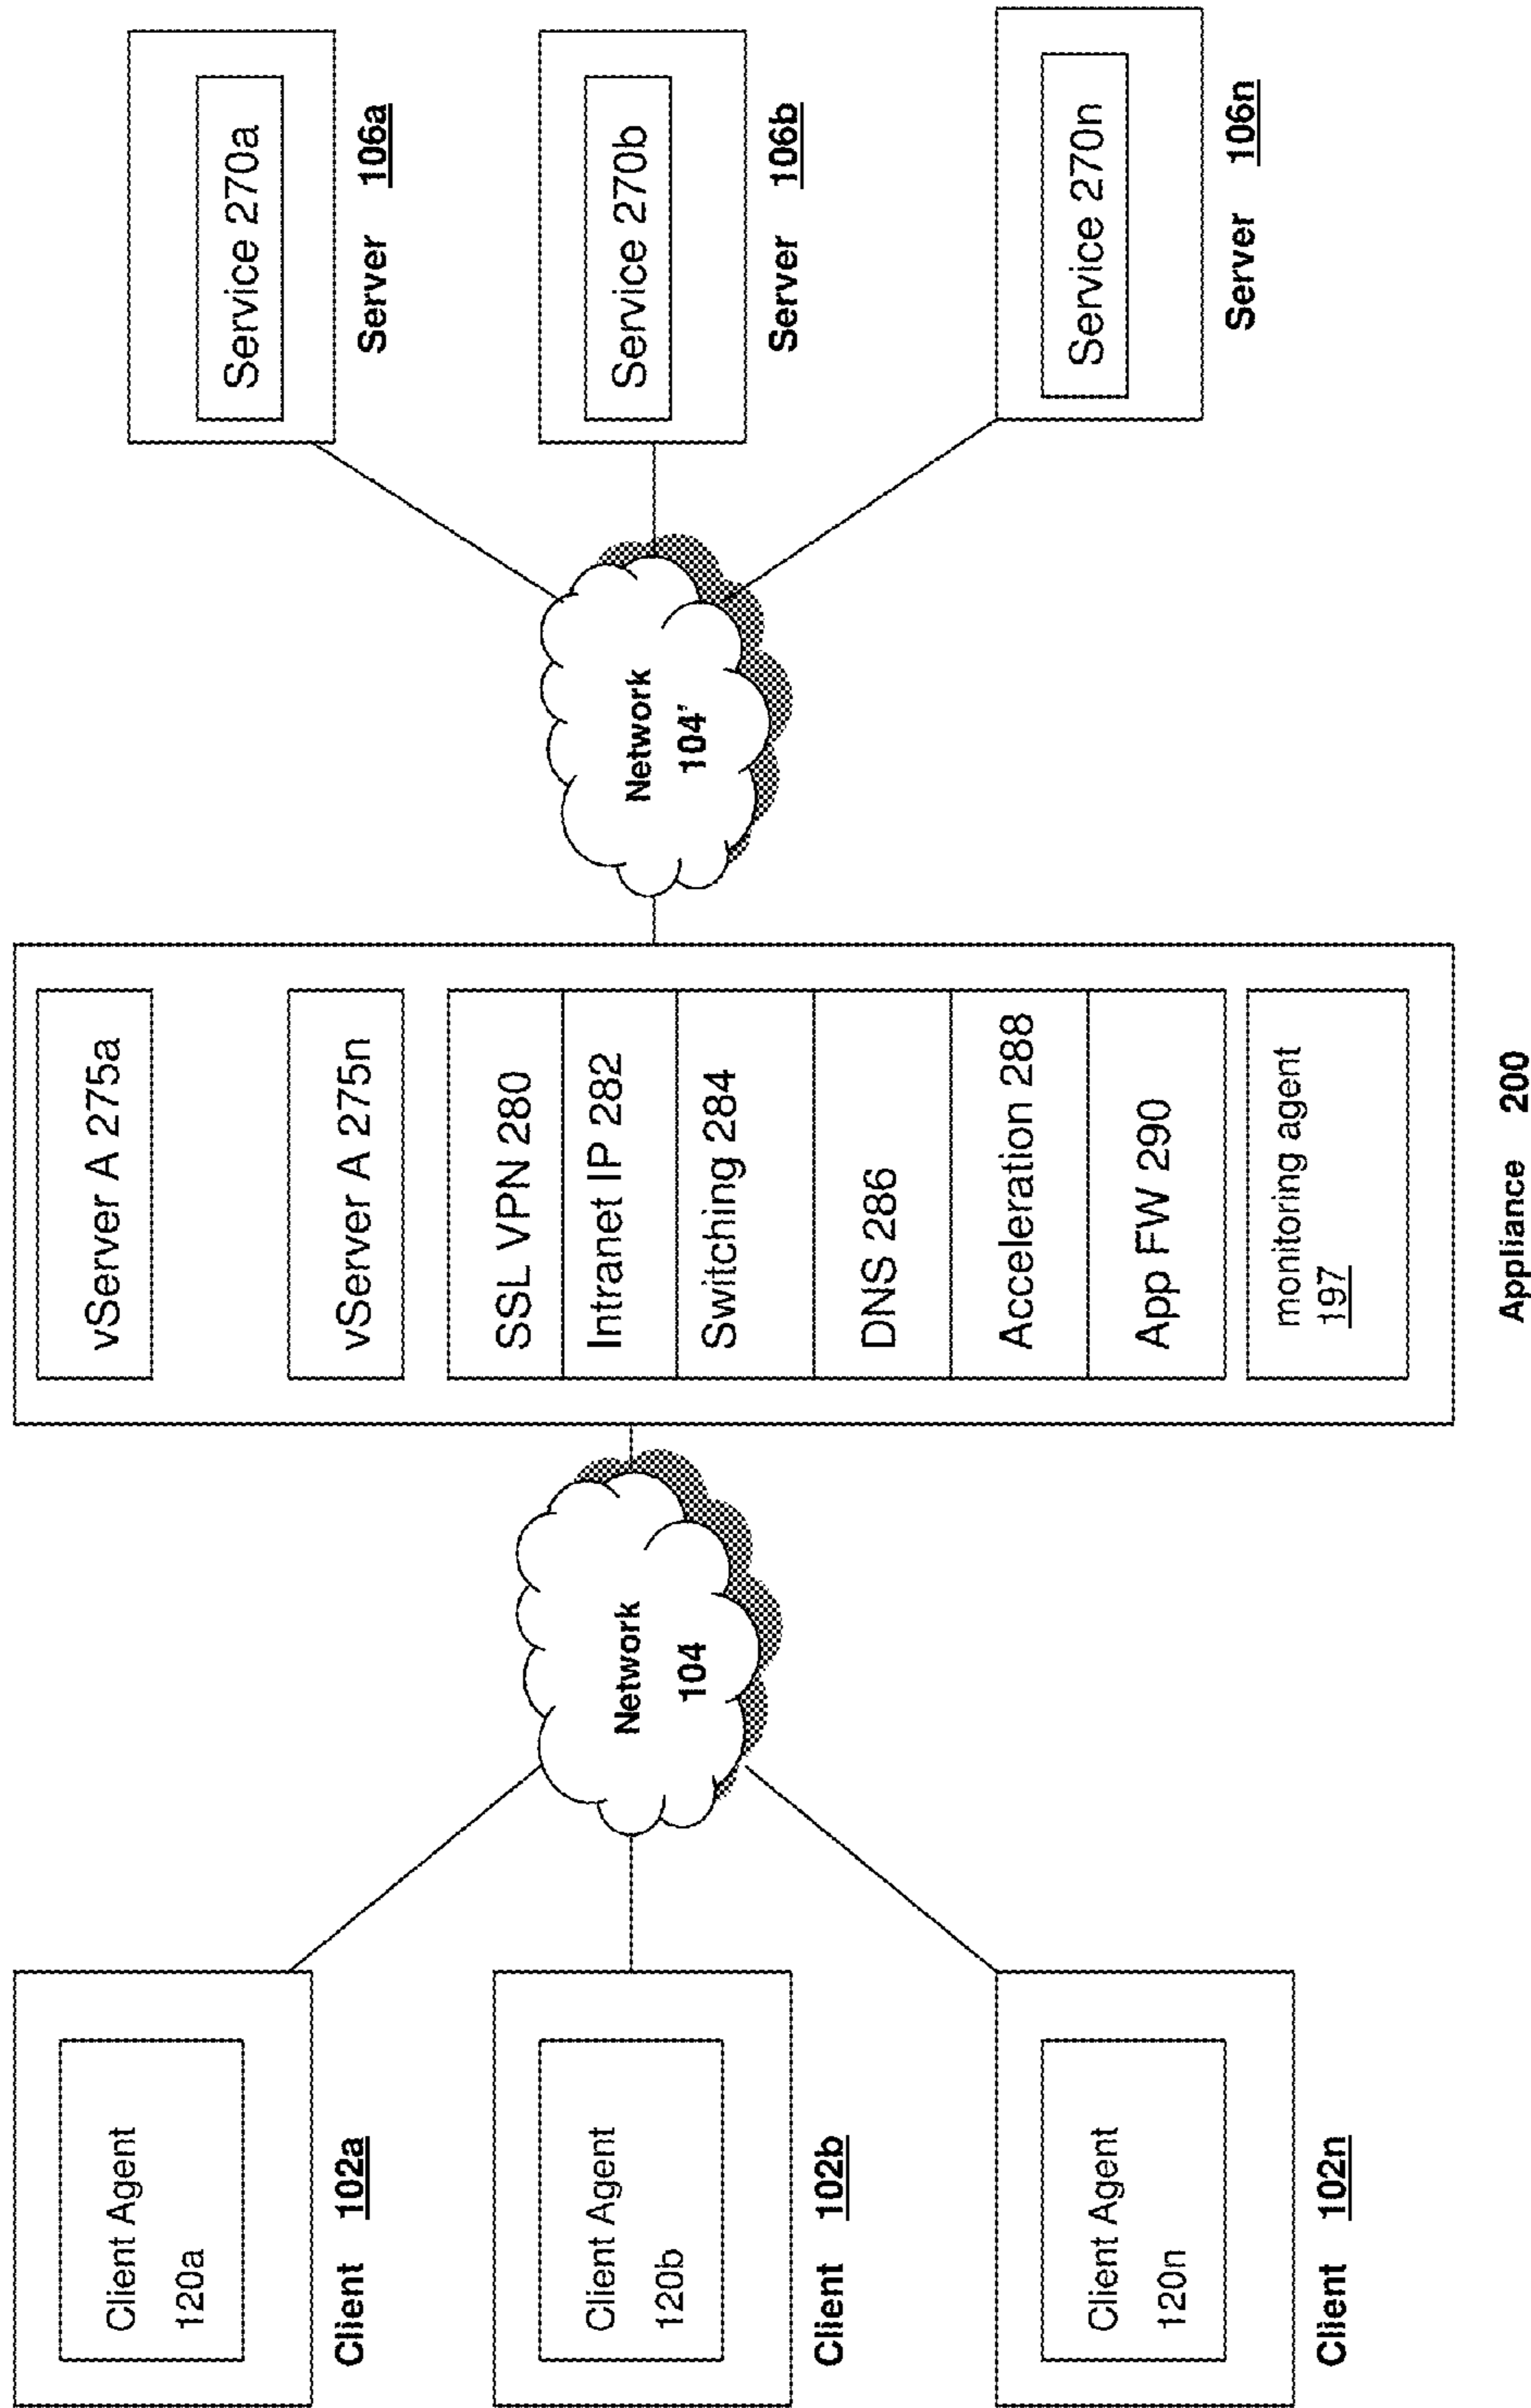 Client Agent
120a
Client 102a
Client Agent
120b
Client 102b
Client Agent
120n
Client 102n
Network
104
vServer A 275a
vServer A 275n
SSL VPN 280
Intranet IP 282
Switching 284
DNS 286
Acceleration 288
App FW 290
monitoring agent
197
Appliance 200
Network
104'
Service 270a
Server 106a
Service 270b
Server 106b
Service 270n
Server 106n